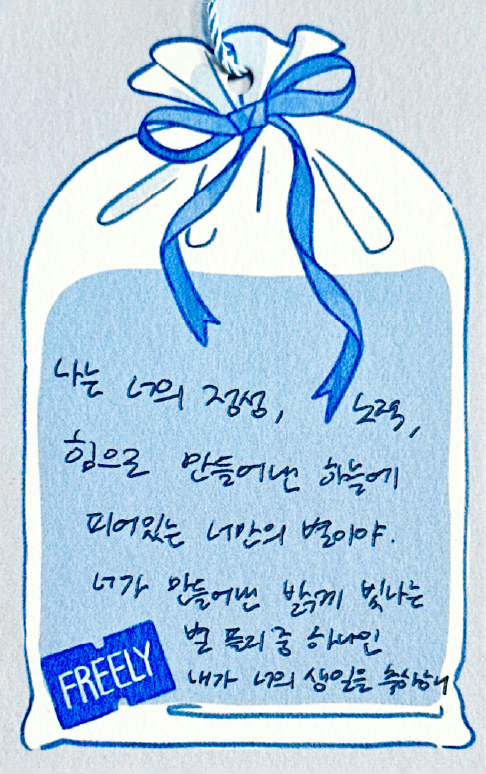 나는 너의 정성, 노력,
힘으로 만들어낸 하늘에
피어있는 너만의 별이야.
너가 만들어낸 밝게 빛나는
별 플리 중 하나인
내가 너의 생일을 축하해
FREELY